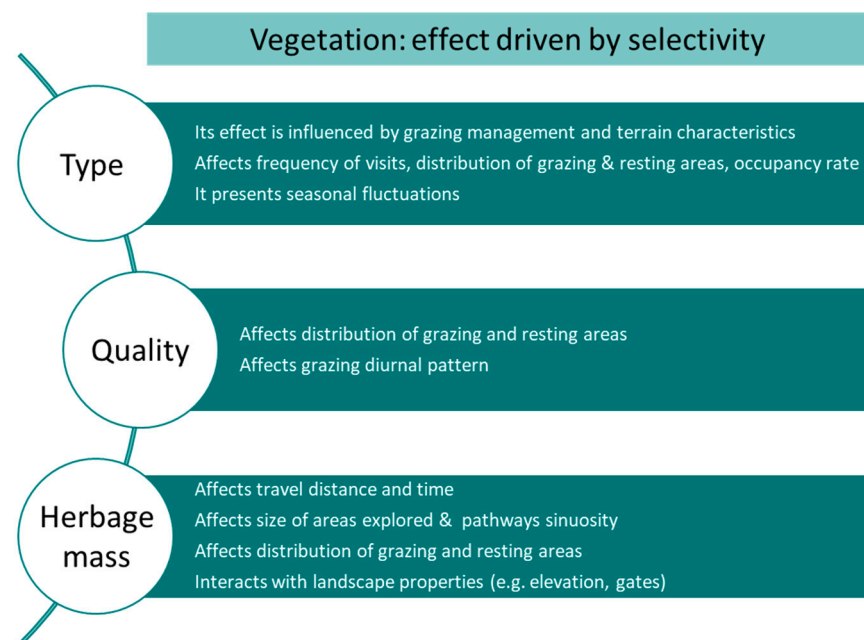 Vegetation: effect driven by selectivity
Type
Its effect is influenced by grazing management and terrain characteristics
Affects frequency of visits, distribution of grazing & resting areas, occupancy rate
It presents seasonal fluctuations
Quality
Affects distribution of grazing and resting areas
Affects grazing diurnal pattern
Herbage
mass
Affects travel distance and time
Affects size of areas explored & pathways sinuosity
Affects distribution of grazing and resting areas
Interacts with landscape properties (e.g. elevation, gates)